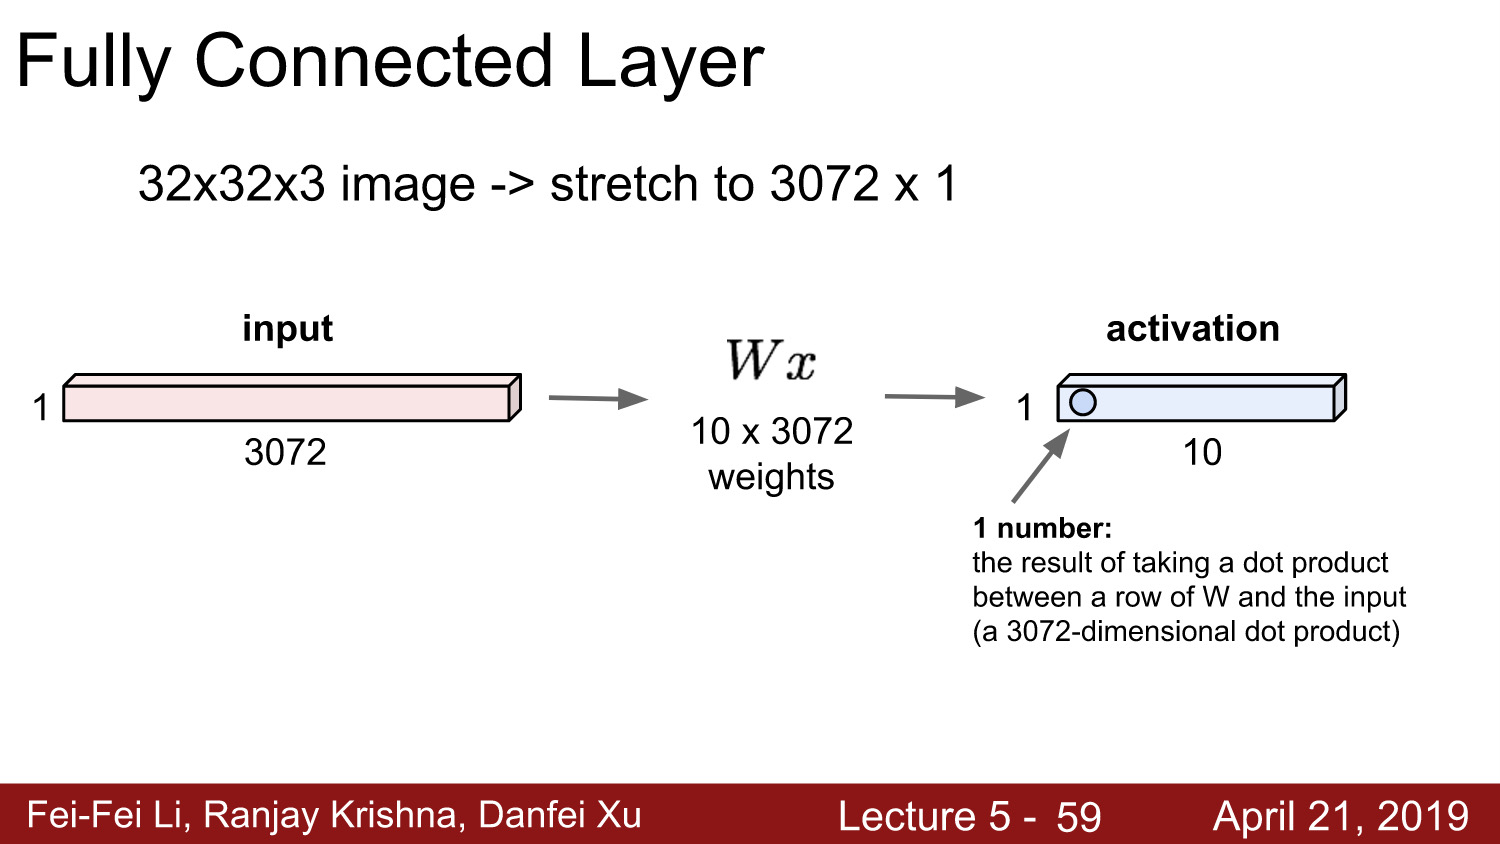 Fully Connected Layer
32x32x3 image -> stretch to 3072 x 1
input
1
3072
Wx
10 x 3072
weights
activation
1
10
1 number:
the result of taking a dot product
between a row of W and the input
(a 3072-dimensional dot product)
Fei-Fei Li, Ranjay Krishna, Danfei Xu
Lecture 5 - 59
April 21, 2019